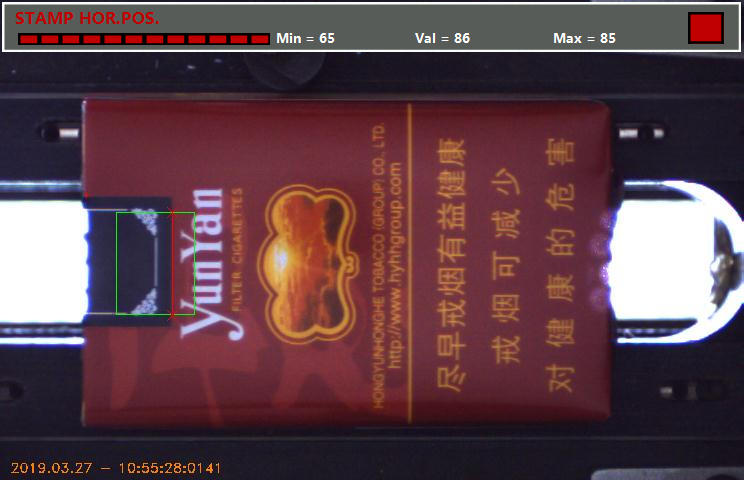 STAMP HOR.POS.
Min = 65 Val = 86 Max = 85
YunYan
FILTER CIGARETTES
HONGYUNHONGHE TOBACCO (GROUP) CO., LTD.
http://www.hyhhgroup.com
尽早戒烟有益健康
戒烟可减少
对健康的危害
2019.03.27 - 10:55:28:0141